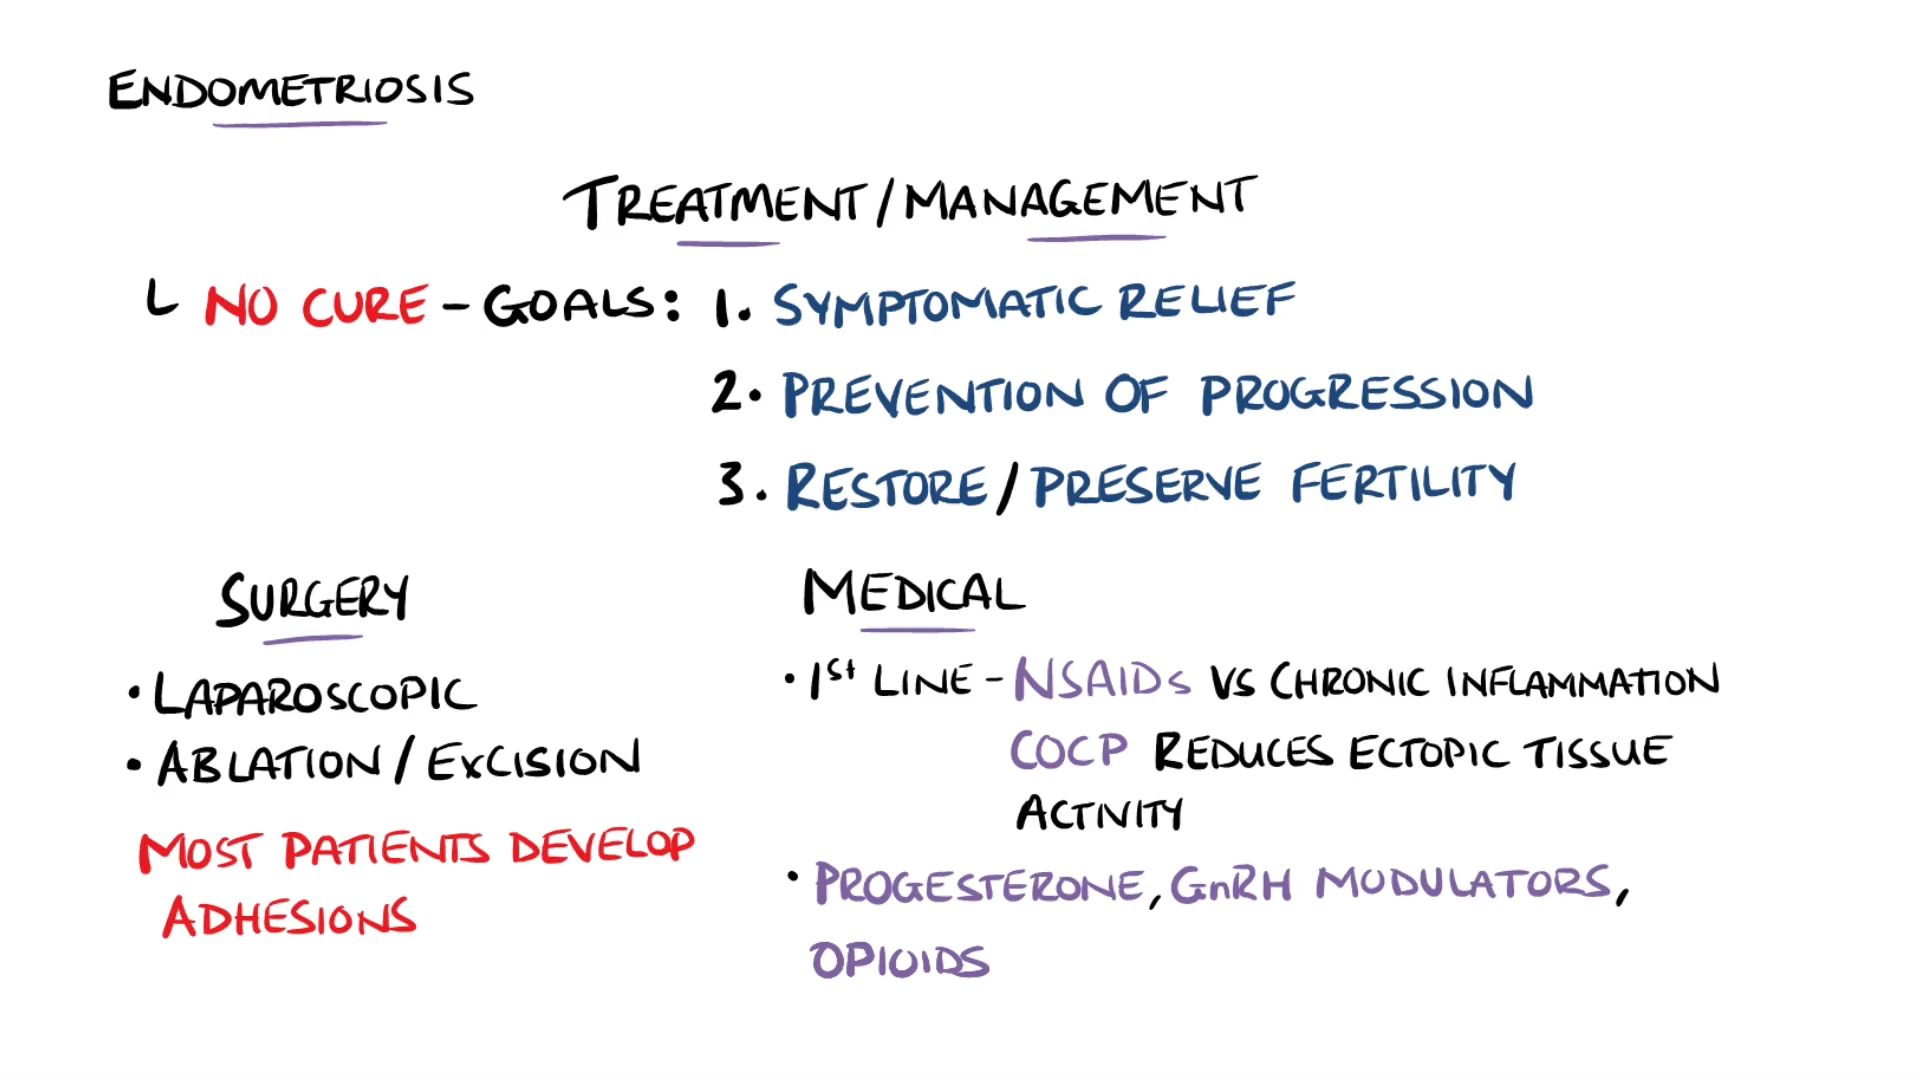 ENDOMETRIOSIS
TREATMENT/MANAGEMENT
NO CURE - GOALS: 1. SYMPTOMATIC RELIEF
2. PREVENTION OF PROGRESSION
3. RESTORE/PRESERVE FERTILITY
SURGERY
• LAPAROSCOPIC
• ABLATION/EXCISION
MOST PATIENTS DEVELOP
ADHESIONS
MEDICAL
• 1st LINE - NSAIDs VS CHRONIC INFLAMMATION
COCP REDUCES ECTOPIC TISSUE
ACTIVITY
• PROGESTERONE, GnRH MODULATORS,
OPIOIDS